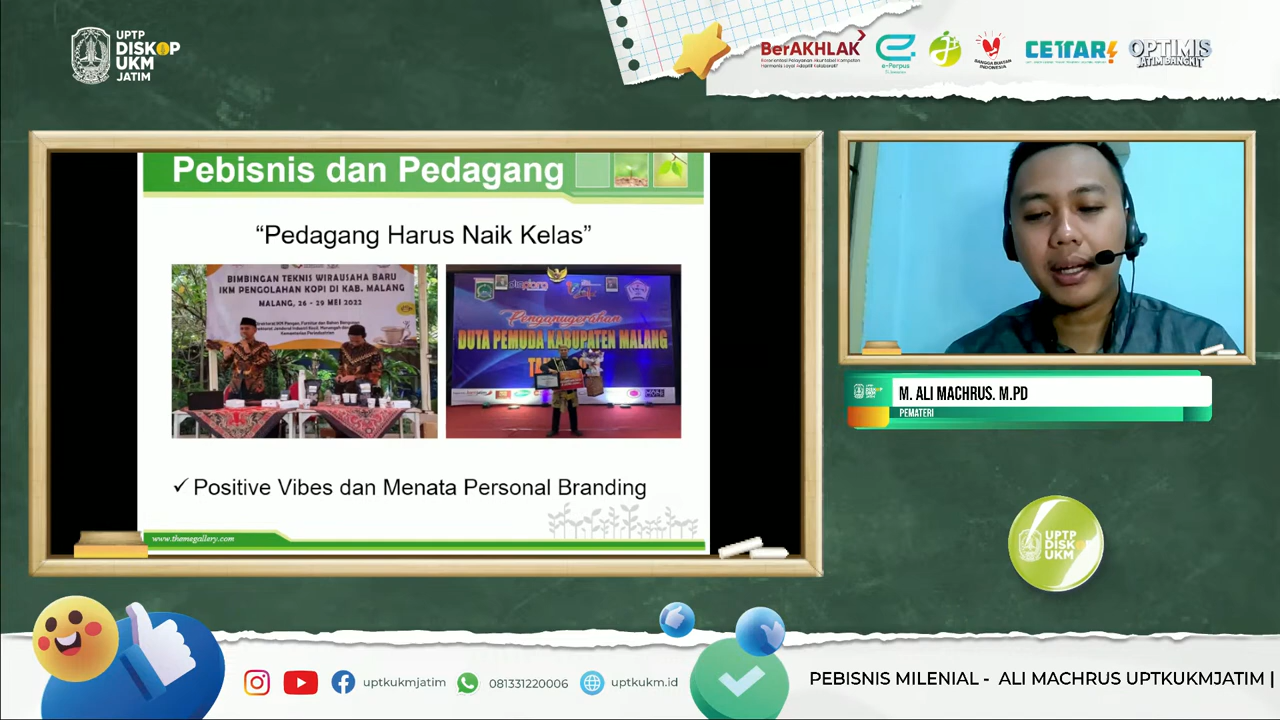 UPTP
DISKOP
UKM
JATIM
BerAKHLAK
e-Perpus
BANGGA BUATAN
INDONESIA
CETTAR
OPTIMIS
JATIM BANGKIT
Pebisnis dan Pedagang
“Pedagang Harus Naik Kelas”
BIMBINGAN TEKNIS WIRAUSAHA BARU
IKM PENGOLAHAN KOPI DI KAB. MALANG
MALANG, 26 - 29 MEI 2022
Penganugerahan
DUTA PEMUDA KABUPATEN MALANG
✓ Positive Vibes dan Menata Personal Branding
www.themegallery.com
M. ALI MACHRUS. M.PD
PEMATERI
UPTP
DISKOP
UKM
uptkukmjatim
081331220006
uptkukm.id
PEBISNIS MILENIAL - ALI MACHRUS UPTKUKMJATIM |